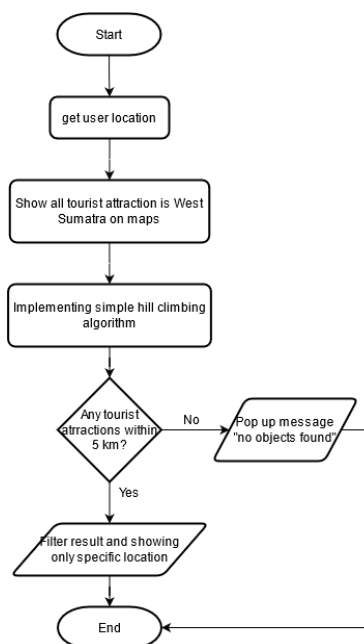 Start
get user location
Show all tourist attraction is West
Sumatra on maps
Implementing simple hill climbing
algorithm
Any tourist
atrractions within
5 km?
No
Pop up message
"no objects found"
Yes
Filter result and showing
only specific location
End